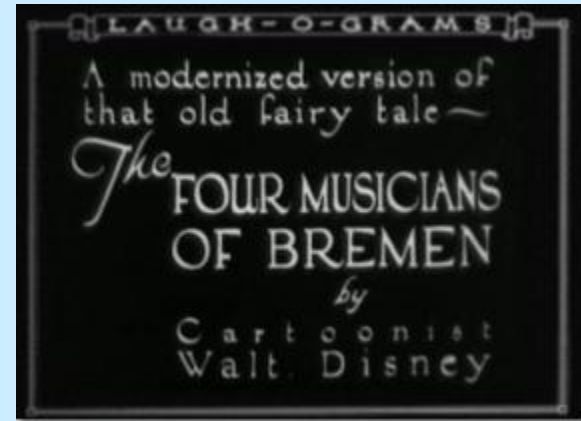 LAUGH-O-GRAMS
A modernized version of
that old fairy tale—
The FOUR MUSICIANS
OF BREMEN
by
Cartoonist
Walt. Disney